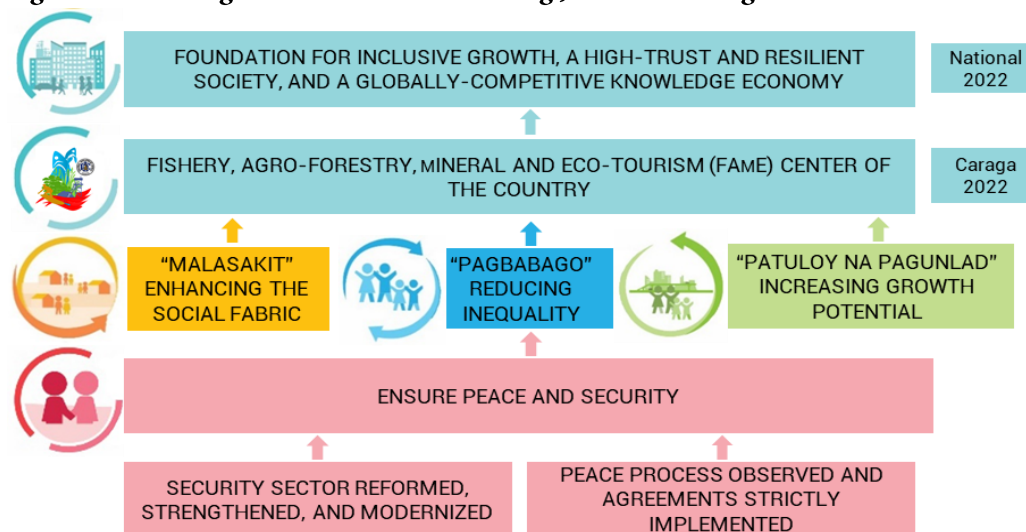 FOUNDATION FOR INCLUSIVE GROWTH, A HIGH-TRUST AND RESILIENT
SOCIETY, AND A GLOBALLY-COMPETITIVE KNOWLEDGE ECONOMY
National
2022
FISHERY, AGRO-FORESTRY, MINERAL AND ECO-TOURISM (FAME) CENTER OF
THE COUNTRY
Caraga
2022
“MALASAKIT”
ENHANCING THE
SOCIAL FABRIC
“PAGBABAGO”
REDUCING
INEQUALITY
“PATULOY NA PAGUNLAD”
INCREASING GROWTH
POTENTIAL
ENSURE PEACE AND SECURITY
SECURITY SECTOR REFORMED,
STRENGTHENED, AND MODERNIZED
PEACE PROCESS OBSERVED AND
AGREEMENTS STRICTLY
IMPLEMENTED